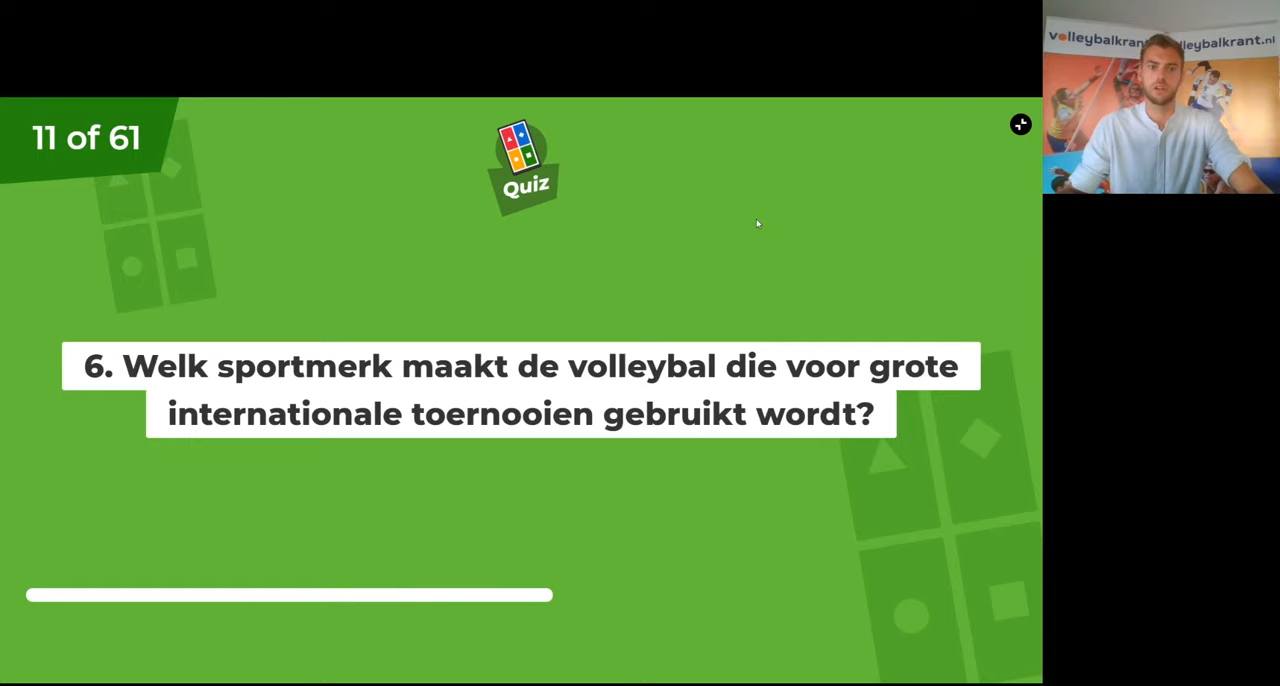 11 of 61
Quiz
6. Welk sportmerk maakt de volleybal die voor grote
internationale toernooien gebruikt wordt?
volleybalkrant
lleybalkrant.nl